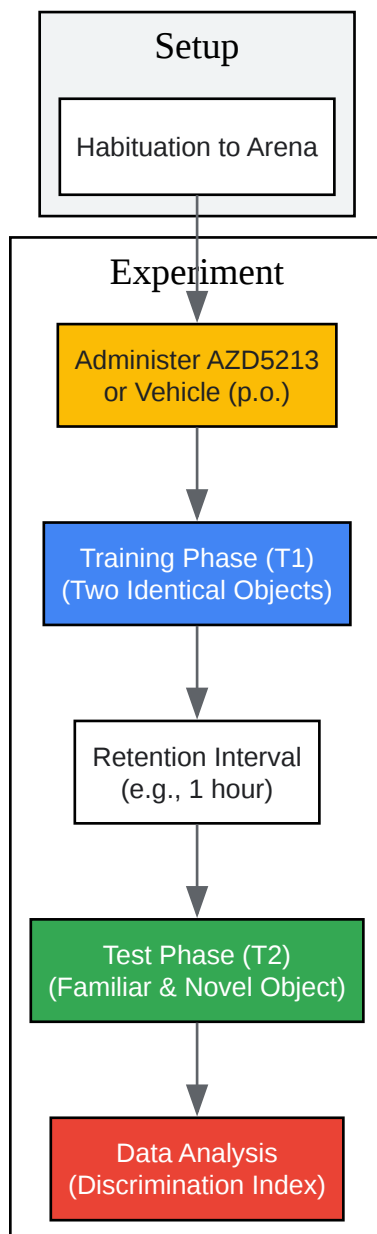 Setup
Habituation to Arena
Experiment
Administer AZD5213
or Vehicle (p.o.)
Training Phase (T1)
(Two Identical Objects)
Retention Interval
(e.g., 1 hour)
Test Phase (T2)
(Familiar & Novel Object)
Data Analysis
(Discrimination Index)